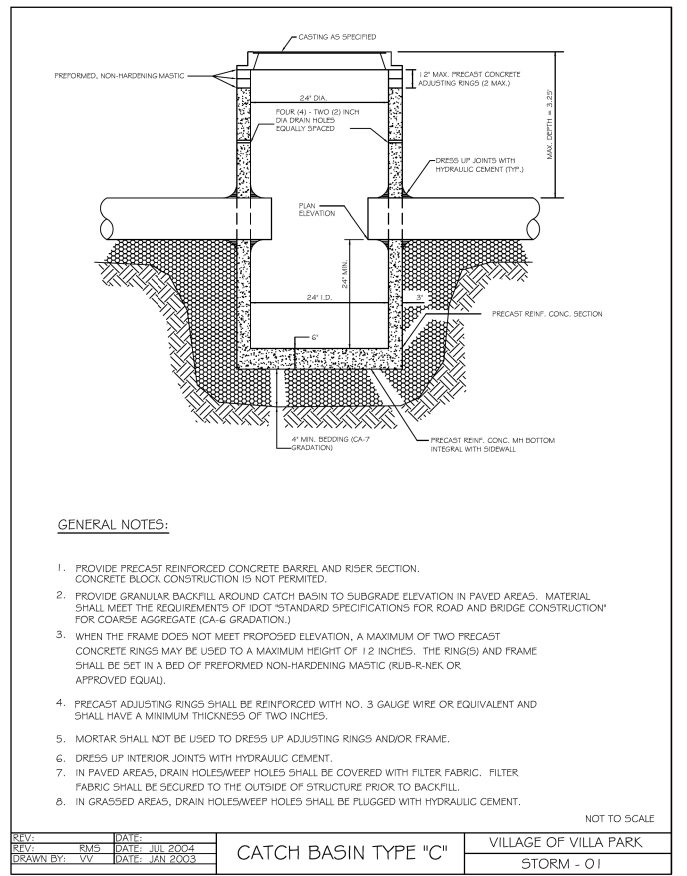 CASTING AS SPECIFIED
PREFORMED, NON-HARDENING MASTIC
12" MAX. PRECAST CONCRETE
ADJUSTING RINGS (2 MAX.)
24" DIA.
FOUR (4) - TWO (2) INCH
DIA DRAIN HOLES
EQUALLY SPACED
MAX. DEPTH = 3.25'
DRESS UP JOINTS WITH
HYDRAULIC CEMENT (TYP.)
PLAN
ELEVATION
24" MIN.
24" I.D.
3"
PRECAST REINF. CONC. SECTION
6"
4" MIN. BEDDING (CA-7
GRADATION)
PRECAST REINF. CONC. MH BOTTOM
INTEGRAL WITH SIDEWALL
GENERAL NOTES:
1. PROVIDE PRECAST REINFORCED CONCRETE BARREL AND RISER SECTION.
CONCRETE BLOCK CONSTRUCTION IS NOT PERMITED.
2. PROVIDE GRANULAR BACKFILL AROUND CATCH BASIN TO SUBGRADE ELEVATION IN PAVED AREAS. MATERIAL
SHALL MEET THE REQUIREMENTS OF IDOT "STANDARD SPECIFICATIONS FOR ROAD AND BRIDGE CONSTRUCTION"
FOR COARSE AGGREGATE (CA-6 GRADATION.)
3. WHEN THE FRAME DOES NOT MEET PROPOSED ELEVATION, A MAXIMUM OF TWO PRECAST
CONCRETE RINGS MAY BE USED TO A MAXIMUM HEIGHT OF 12 INCHES. THE RING(S) AND FRAME
SHALL BE SET IN A BED OF PREFORMED NON-HARDENING MASTIC (RUB-R-NEK OR
APPROVED EQUAL).
4. PRECAST ADJUSTING RINGS SHALL BE REINFORCED WITH NO. 3 GAUGE WIRE OR EQUIVALENT AND
SHALL HAVE A MINIMUM THICKNESS OF TWO INCHES.
5. MORTAR SHALL NOT BE USED TO DRESS UP ADJUSTING RINGS AND/OR FRAME.
6. DRESS UP INTERIOR JOINTS WITH HYDRAULIC CEMENT.
7. IN PAVED AREAS, DRAIN HOLES/WEEP HOLES SHALL BE COVERED WITH FILTER FABRIC. FILTER
FABRIC SHALL BE SECURED TO THE OUTSIDE OF STRUCTURE PRIOR TO BACKFILL.
8. IN GRASSED AREAS, DRAIN HOLES/WEEP HOLES SHALL BE PLUGGED WITH HYDRAULIC CEMENT.
NOT TO SCALE
REV: DATE:
REV: RMS DATE: JUL 2004
DRAWN BY: VV DATE: JAN 2003
CATCH BASIN TYPE "C"
VILLAGE OF VILLA PARK
STORM - 01